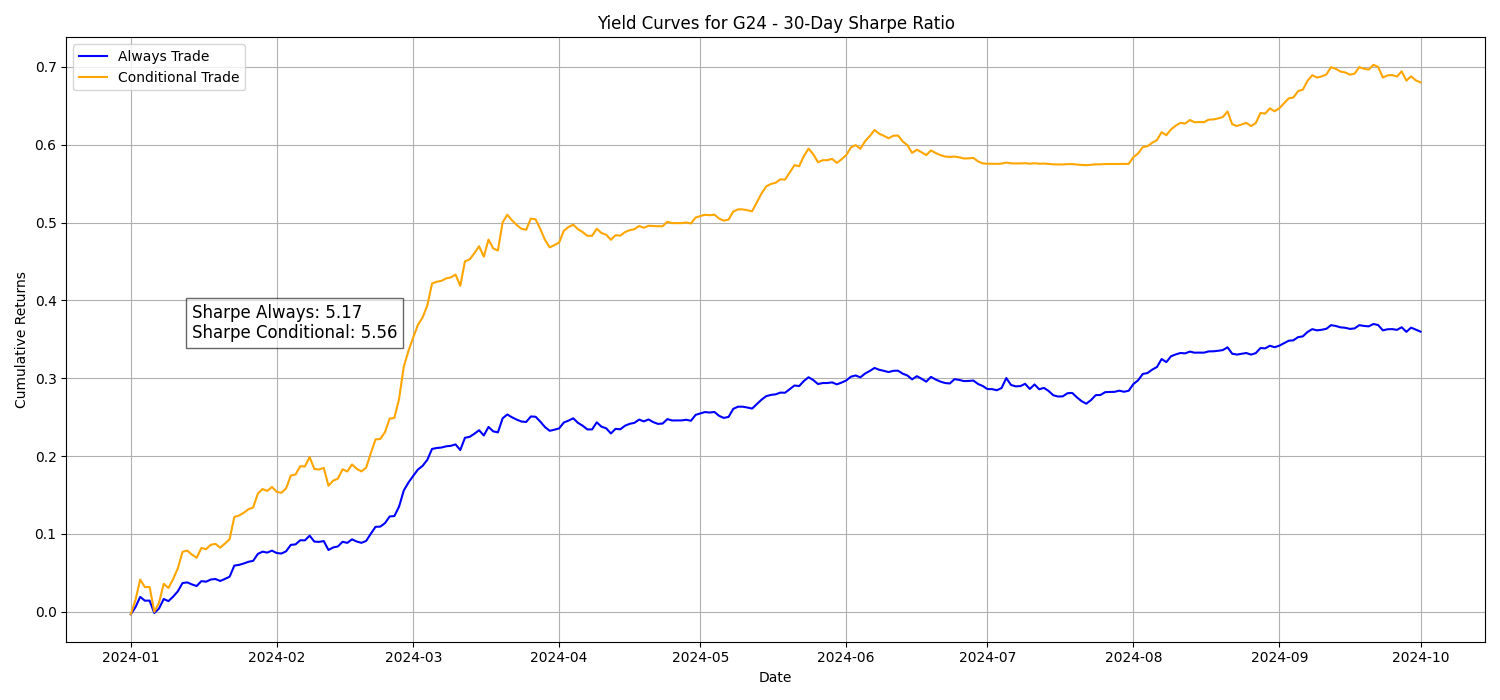 Yield Curves for G24 - 30-Day Sharpe Ratio
Always Trade
Conditional Trade
Sharpe Always: 5.17
Sharpe Conditional: 5.56
Cumulative Returns
0.7
0.6
0.5
0.4
0.3
0.2
0.1
0.0
2024-01
2024-02
2024-03
2024-04
2024-05
2024-06
2024-07
2024-08
2024-09
2024-10
Date